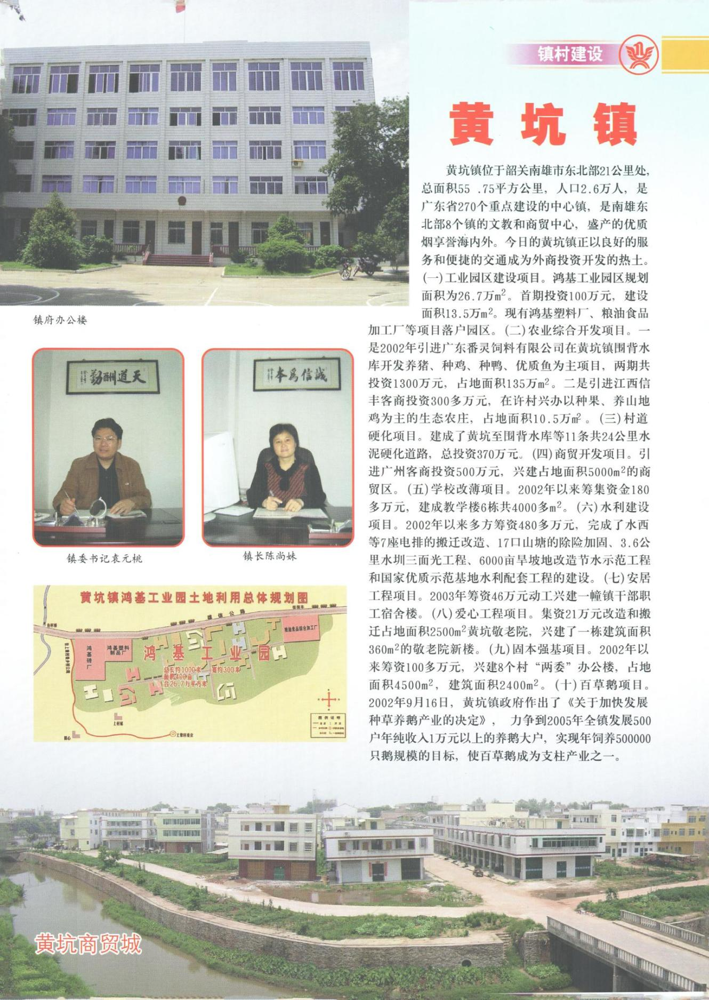 镇村建设
黄坑镇
黄坑镇位于韶关南雄市东北部21公里处，
总面积55 .75平方公里，人口2.6万人，是
广东省270个重点建设的中心镇，是南雄东
北部8个镇的文教和商贸中心，盛产的优质
烟享誉海内外。今日的黄坑镇正以良好的服
务和便捷的交通成为外商投资开发的热土。
(一)工业园区建设项目。鸿基工业园区规划
面积为26.7万m²。首期投资100万元，建设
面积13.5万m²。现有鸿基塑料厂、粮油食品
加工厂等项目落户园区。(二)农业综合开发项目。一
是2002年引进广东番灵饲料有限公司在黄坑镇围背水
库开发养猪、种鸡、种鸭、优质鱼为主项目，两期共
投资1300万元，占地面积135万m²。二是引进江西信
丰客商投资300多万元，在许村兴办以种果、养山地
鸡为主的生态农庄，占地面积10.5万㎡。(三)村道
硬化项目。建成了黄坑至围背水库等11条共24公里水
泥硬化道路，总投资370万元。(四)商贸开发项目。引
进广州客商投资500万元，兴建占地面积5000m²的商
贸区。(五)学校改薄项目。2002年以来筹集资金180
多万元，建成教学楼6栋共4000多m²。(六)水利建设
项目。2002年以来多方筹资480多万元，完成了水西
等7座电排的搬迁改造、17口山塘的除险加固、3.6公
里水圳三面光工程、6000亩旱坡地改造节水示范工程
和国家优质示范基地水利配套工程的建设。(七)安居
工程项目。2003年筹资46万元动工兴建一幢镇干部职
工宿舍楼。(八)爱心工程项目。集资21万元改造和搬
迁占地面积2500m²黄坑敬老院，兴建了一栋建筑面积
360m²的敬老院新楼。(九)固本强基项目。2002年以
来筹资100多万元，兴建8个村“两委”办公楼，占地
面积4500m²，建筑面积2400m²。(十)百草鹅项目。
2002年9月16日，黄坑镇政府作出了《关于加快发展
种草养鹅产业的决定》， 力争到2005年全镇发展500
户年纯收入1万元以上的养鹅大户，实现年饲养500000
只鹅规模的目标，使百草鹅成为支柱产业之一。
镇府办公楼
天道酬勤
誠信爲本
镇委书记袁元桃
镇长陈尚妹
黄坑镇鸿基工业园土地利用总体规划图
雄信公路
往信丰
粮油食品综合加工厂
鸿基砖厂
鸿基塑料
制品厂
鸿基工业园
总长约1000米 宽约300米
面积400亩
合26.7万平方米
图例说明
黄坑商贸城